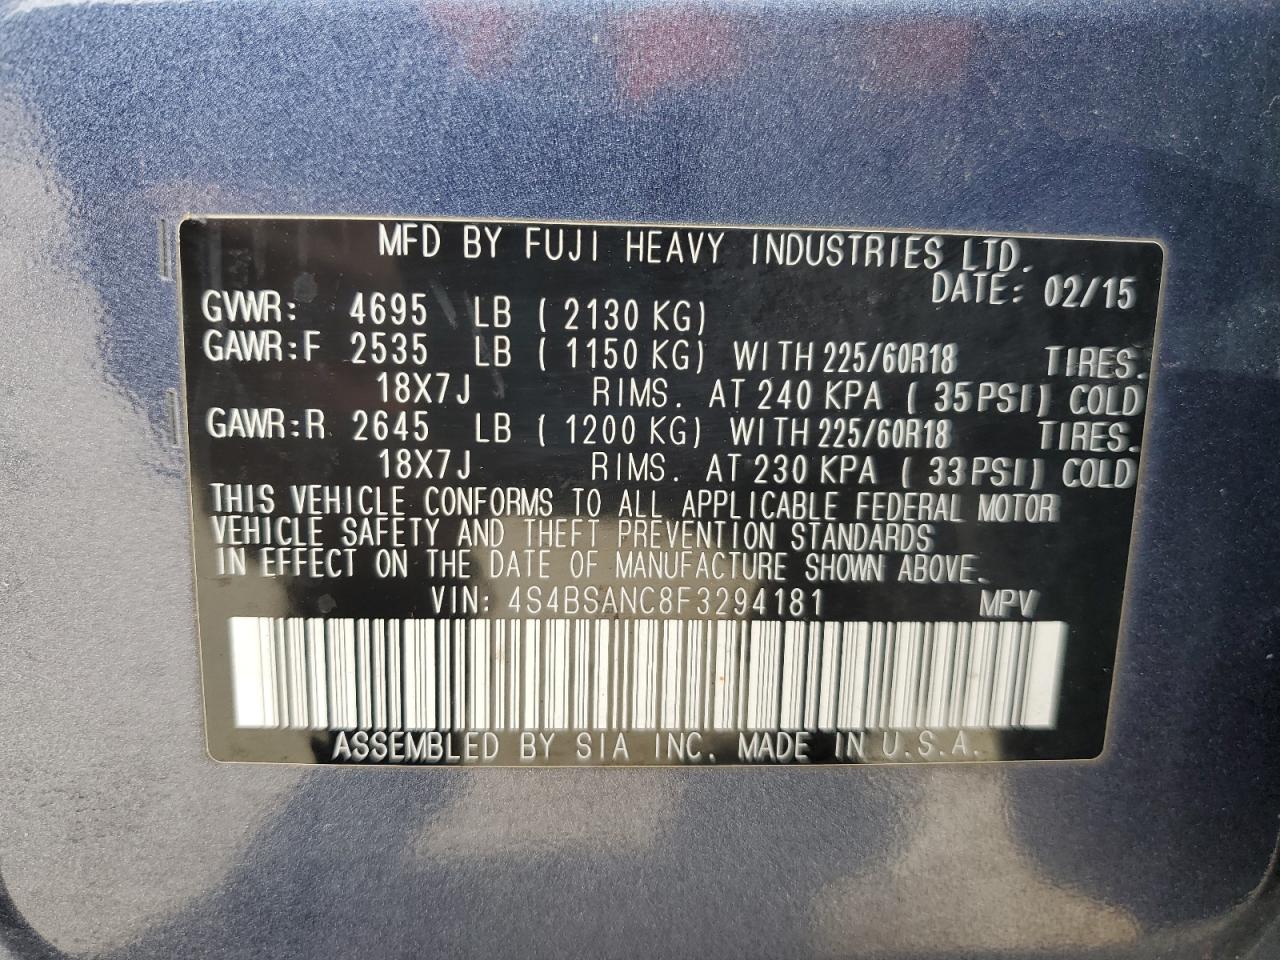 MFD BY FUJI HEAVY INDUSTRIES LTD.
DATE: 02/15
GVWR: 4695 LB ( 2130 KG)
GAWR:F 2535 LB ( 1150 KG) WITH 225/60R18 TIRES.
18X7J RIMS. AT 240 KPA ( 35 PSI) COLD
GAWR:R 2645 LB ( 1200 KG) WITH 225/60R18 TIRES.
18X7J RIMS. AT 230 KPA ( 33 PSI) COLD
THIS VEHICLE CONFORMS TO ALL APPLICABLE FEDERAL MOTOR
VEHICLE SAFETY AND THEFT PREVENTION STANDARDS
IN EFFECT ON THE DATE OF MANUFACTURE SHOWN ABOVE.
VIN: 4S4BSANC8F3294181 MPV
ASSEMBLED BY SIA INC. MADE IN U.S.A.